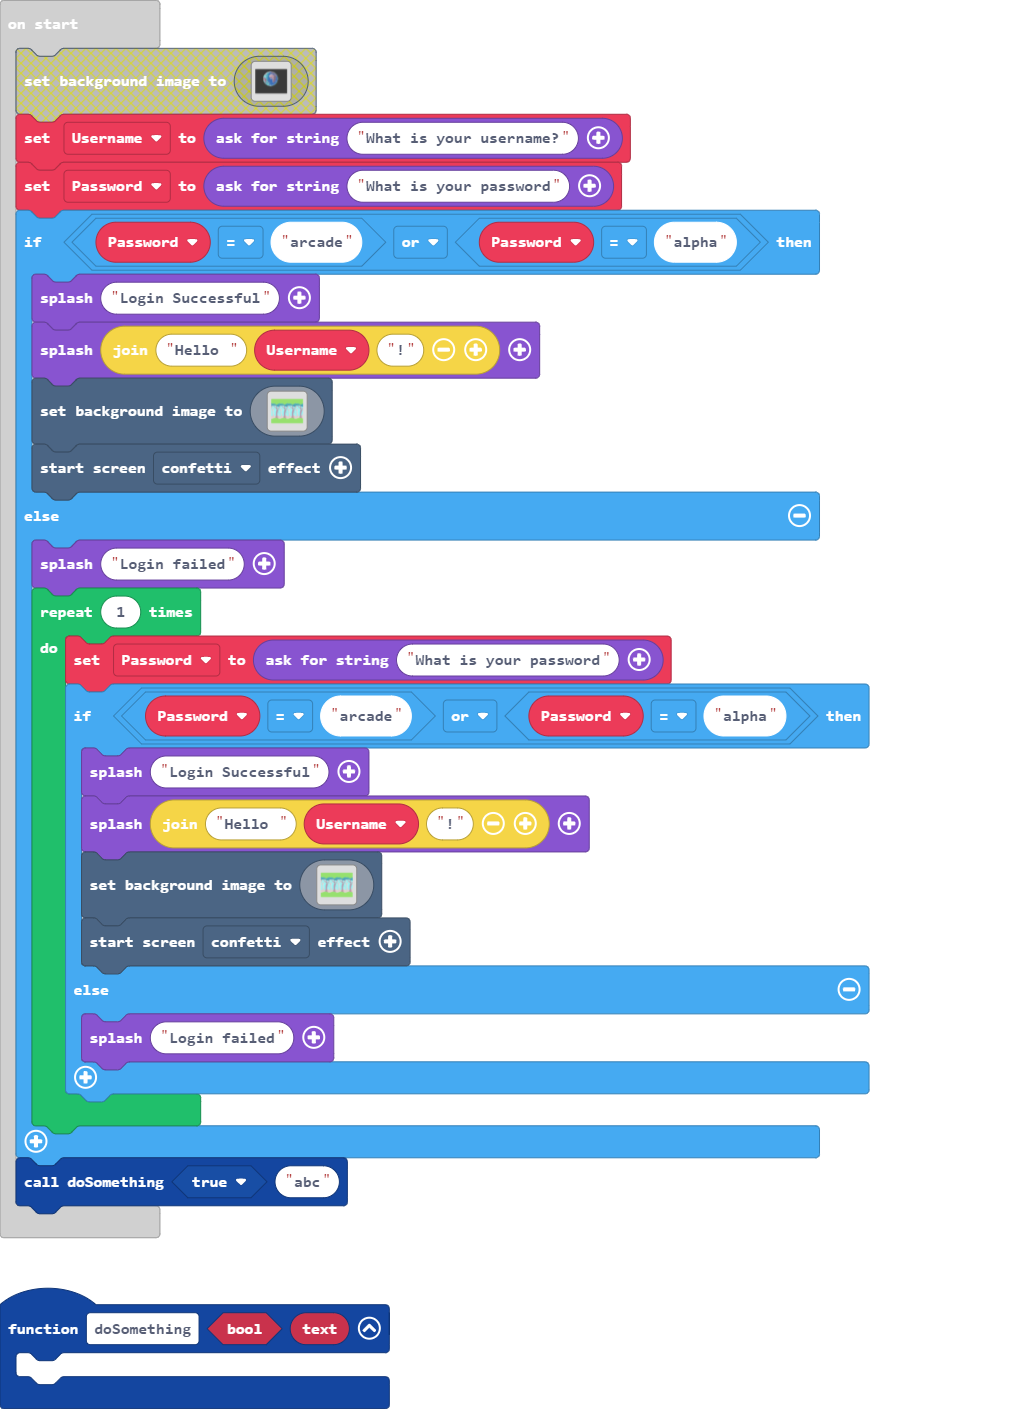 on start
set background image to
set Username to ask for string "What is your username?"
set Password to ask for string "What is your password"
if Password = "arcade" or Password = "alpha" then
splash "Login Successful"
splash join "Hello " Username "!"
set background image to
start screen confetti effect
else
splash "Login failed"
repeat 1 times
do
set Password to ask for string "What is your password"
if Password = "arcade" or Password = "alpha" then
splash "Login Successful"
splash join "Hello " Username "!"
set background image to
start screen confetti effect
else
splash "Login failed"
call doSomething true "abc"
function doSomething bool text